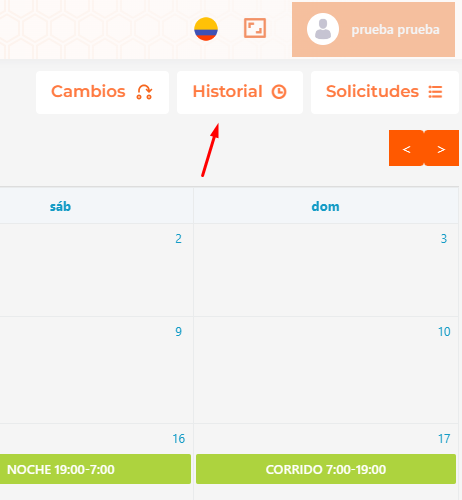 prueba prueba
Cambios Historial Solicitudes
< >
sáb dom
2 3
9 10
16 17
NOCHE 19:00-7:00 CORRIDO 7:00-19:00